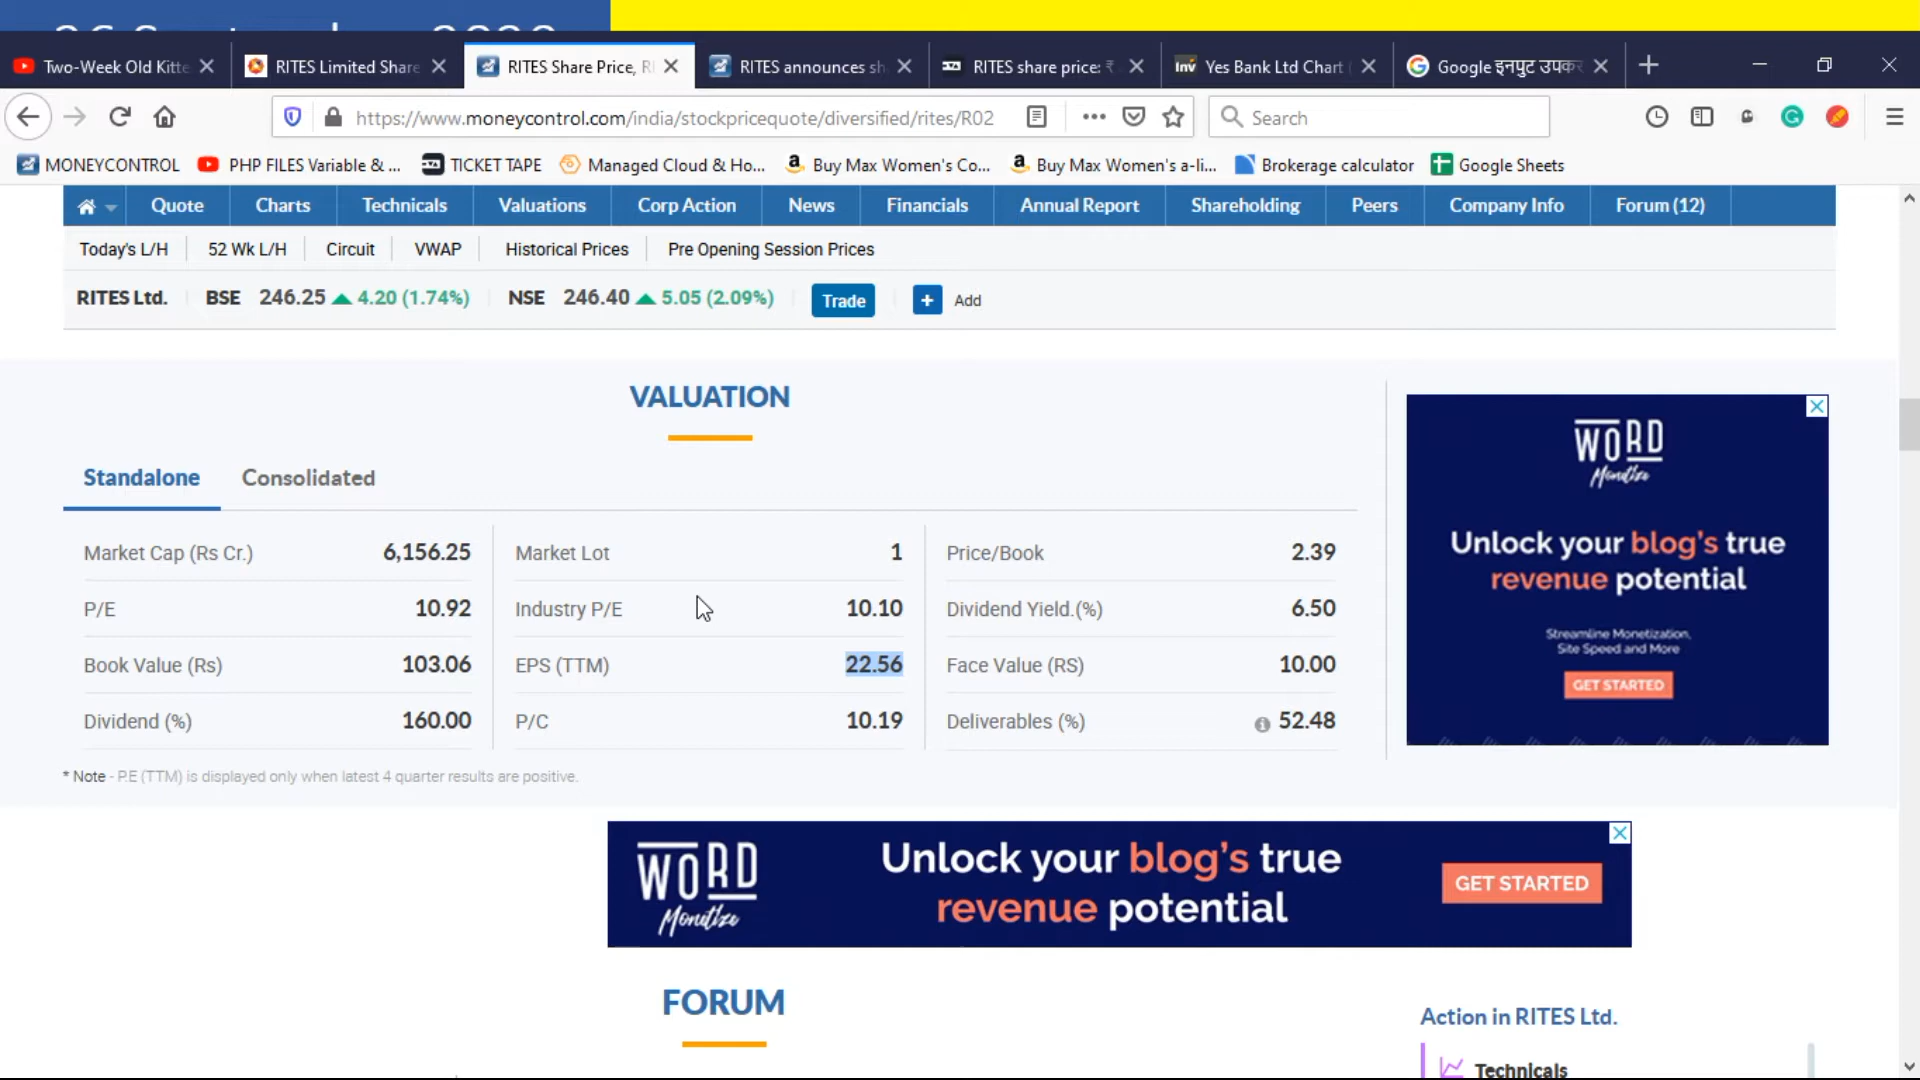 Two-Week Old Kitte
RITES Limited Share
RITES Share Price, RI
RITES announces sh
RITES share price: ₹
Yes Bank Ltd Chart
Google इनपुट उपकर
https://www.moneycontrol.com/india/stockpricequote/diversified/rites/R02
Search
MONEYCONTROL
PHP FILES Variable & ...
TICKET TAPE
Managed Cloud & Ho...
Buy Max Women's Co...
Buy Max Women's a-li...
Brokerage calculator
Google Sheets
Quote
Charts
Technicals
Valuations
Corp Action
News
Financials
Annual Report
Shareholding
Peers
Company Info
Forum (12)
Today's L/H
52 Wk L/H
Circuit
VWAP
Historical Prices
Pre Opening Session Prices
RITES Ltd. BSE 246.25 4.20 (1.74%) NSE 246.40 5.05 (2.09%) Trade + Add
VALUATION
Standalone
Consolidated
Market Cap (Rs Cr.) 6,156.25
P/E 10.92
Book Value (Rs) 103.06
Dividend (%) 160.00
Market Lot 1
Industry P/E 10.10
EPS (TTM) 22.56
P/C 10.19
Price/Book 2.39
Dividend Yield.(%) 6.50
Face Value (RS) 10.00
Deliverables (%) 52.48
* Note - P.E (TTM) is displayed only when latest 4 quarter results are positive.
WORD
Monetize
Unlock your blog's true
revenue potential
Streamline Monetization,
Site Speed and More
GET STARTED
WORD
Monetize
Unlock your blog's true
revenue potential
GET STARTED
FORUM
Action in RITES Ltd.
Technicals